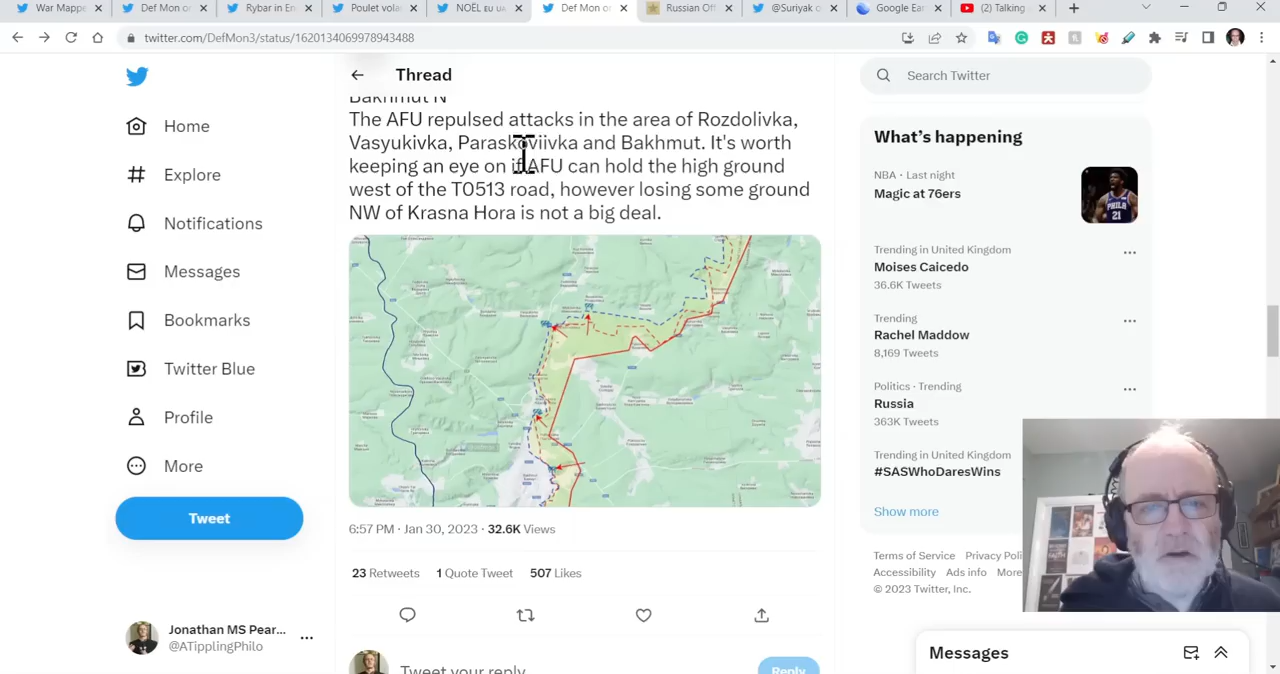 War Mappe
Def Mon or
Rybar in En
Poulet vola
NOËL EU UA
Def Mon or
Russian Off
@Suriyak
Google Ear
(2) Talking
twitter.com/DefMon3/status/1620134069978943488
Home
Explore
Notifications
Messages
Bookmarks
Twitter Blue
Profile
More
Tweet
Jonathan MS Pear...
@ATipplingPhilo
Thread
Bakhmut N
The AFU repulsed attacks in the area of Rozdolivka,
Vasyukivka, Paraskoviivka and Bakhmut. It's worth
keeping an eye on if AFU can hold the high ground
west of the T0513 road, however losing some ground
NW of Krasna Hora is not a big deal.
6:57 PM · Jan 30, 2023 · 32.6K Views
23 Retweets 1 Quote Tweet 507 Likes
Tweet your reply
Reply
Search Twitter
What's happening
NBA · Last night
Magic at 76ers
PHILA
21
Trending in United Kingdom
Moises Caicedo
36.6K Tweets
Trending
Rachel Maddow
8,169 Tweets
Politics · Trending
Russia
363K Tweets
Trending in United Kingdom
#SASWhoDaresWins
Show more
Terms of Service Privacy Poli
Accessibility Ads info More
© 2023 Twitter, Inc.
Messages